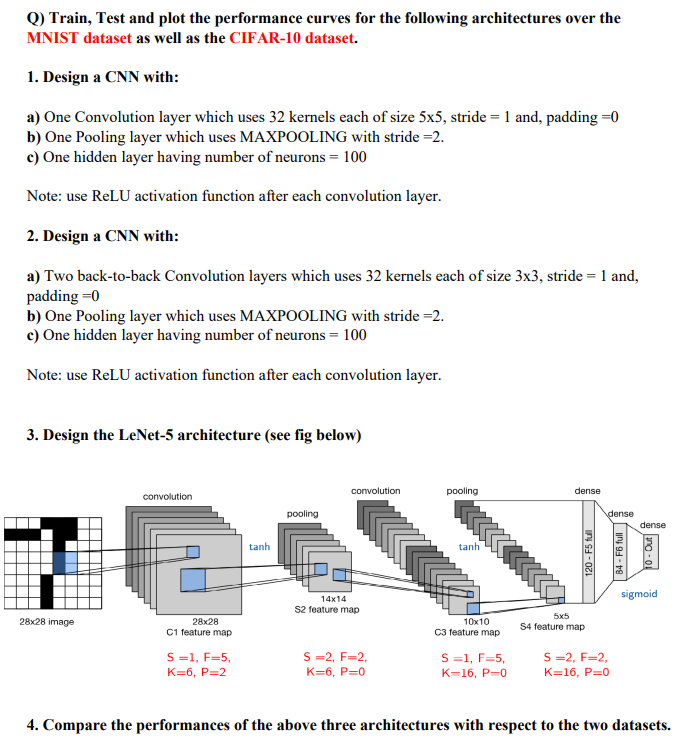 Q) Train, Test and plot the performance curves for the following architectures over the
MNIST dataset as well as the CIFAR-10 dataset.
1. Design a CNN with:
a) One Convolution layer which uses 32 kernels each of size 5x5, stride = 1 and, padding =0
b) One Pooling layer which uses MAXPOOLING with stride =2.
c) One hidden layer having number of neurons = 100
Note: use ReLU activation function after each convolution layer.
2. Design a CNN with:
a) Two back-to-back Convolution layers which uses 32 kernels each of size 3x3, stride = 1 and,
padding =0
b) One Pooling layer which uses MAXPOOLING with stride =2.
c) One hidden layer having number of neurons = 100
Note: use ReLU activation function after each convolution layer.
3. Design the LeNet-5 architecture (see fig below)
convolution
pooling
convolution
pooling
dense
dense
dense
tanh
tanh
120 - F5 full
84 - F6 full
10 - Out
sigmoid
28x28 image
28x28
C1 feature map
14x14
S2 feature map
10x10
C3 feature map
5x5
S4 feature map
S =1, F=5,
K=6, P=2
S =2, F=2,
K=6, P=0
S =1, F=5,
K=16, P=0
S =2, F=2,
K=16, P=0
4. Compare the performances of the above three architectures with respect to the two datasets.